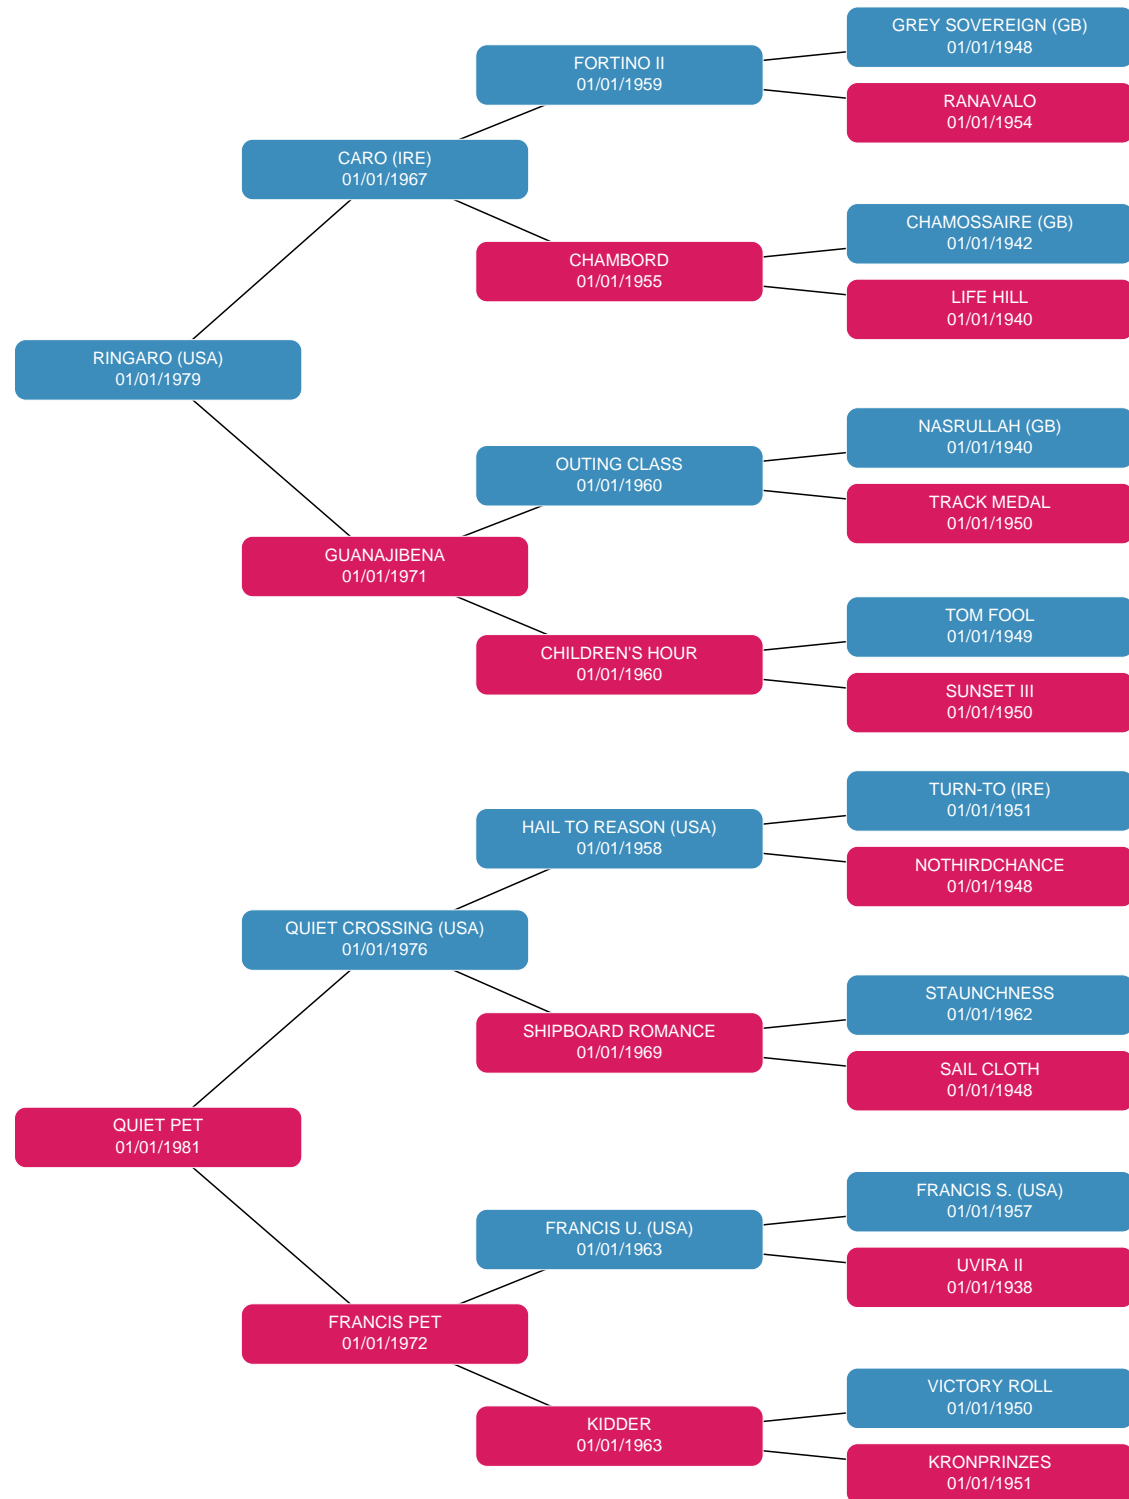 GREY SOVEREIGN (GB)
01/01/1948
FORTINO II
01/01/1959
RANAVALO
01/01/1954
CARO (IRE)
01/01/1967
CHAMOSSAIRE (GB)
01/01/1942
CHAMBORD
01/01/1955
LIFE HILL
01/01/1940
RINGARO (USA)
01/01/1979
NASRULLAH (GB)
01/01/1940
OUTING CLASS
01/01/1960
TRACK MEDAL
01/01/1950
GUANAJIBENA
01/01/1971
TOM FOOL
01/01/1949
CHILDREN'S HOUR
01/01/1960
SUNSET III
01/01/1950
TURN-TO (IRE)
01/01/1951
HAIL TO REASON (USA)
01/01/1958
NOTHIRDCHANCE
01/01/1948
QUIET CROSSING (USA)
01/01/1976
STAUNCHNESS
01/01/1962
SHIPBOARD ROMANCE
01/01/1969
SAIL CLOTH
01/01/1948
QUIET PET
01/01/1981
FRANCIS S. (USA)
01/01/1957
FRANCIS U. (USA)
01/01/1963
UVIRA II
01/01/1938
FRANCIS PET
01/01/1972
VICTORY ROLL
01/01/1950
KIDDER
01/01/1963
KRONPRINZES
01/01/1951